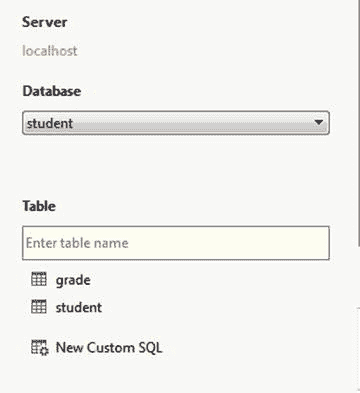 Server
localhost
Database
student
Table
Enter table name
grade
student
New Custom SQL